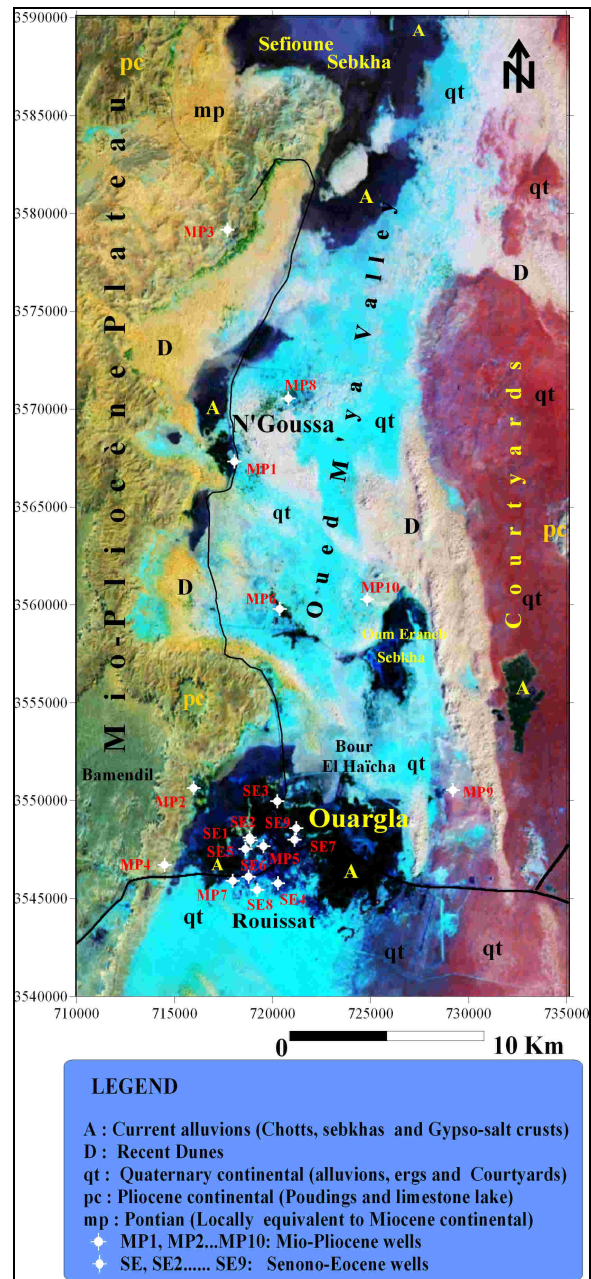 3590000
Sefioune
A
Sebkha
pc
qt
N
mp
3585000
qt
A
3580000
MP3
D
Mio-Pliocène Plateau
Oued M'ya Valley
Courtyards
3575000
D
qt
MP8
3570000
A
N'Goussa
qt
MP1
3565000
qt
D
pc
MP10
3560000
D
MP6
qt
Oum Eraneb
Sebkha
A
3555000
pc
Bour
El Haïcha
qt
Bamendil
MP2
3550000
SE3
MP9
Ouargla
SE2
SE9
SE1
SE7
SE5
MP5
SE6
MP4
A
A
3545000
MP7
SE8
SE4
qt
Rouissat
qt
qt
3540000
710000 715000 720000 725000 730000 735000
0 10 Km
LEGEND
A : Current alluvions (Chotts, sebkhas and Gypso-salt crusts)
D : Recent Dunes
qt : Quaternary continental (alluvions, ergs and Courtyards)
pc : Pliocene continental (Poudings and limestone lake)
mp : Pontian (Locally equivalent to Miocene continental)
MP1, MP2...MP10: Mio-Pliocene wells
SE, SE2...... SE9: Senono-Eocene wells